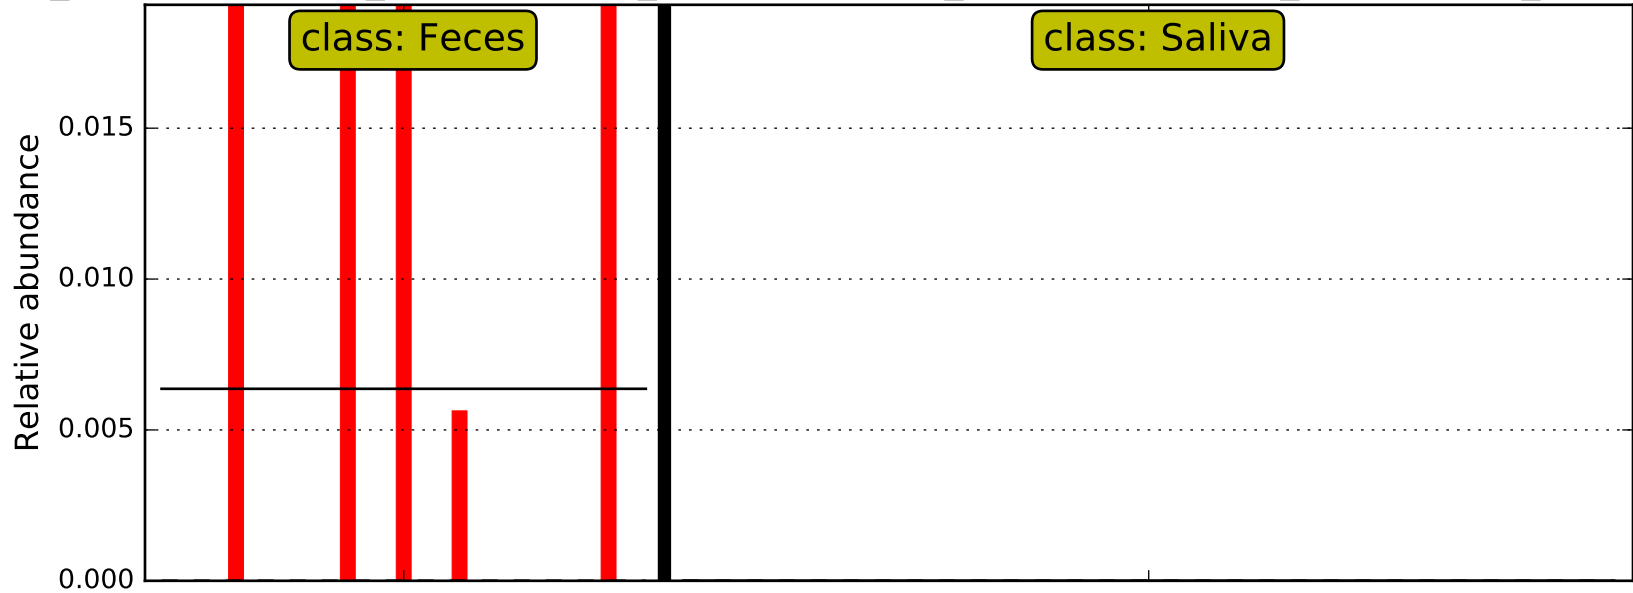 class: Feces
class: Saliva
0.015
0.010
0.005
0.000
Relative abundance